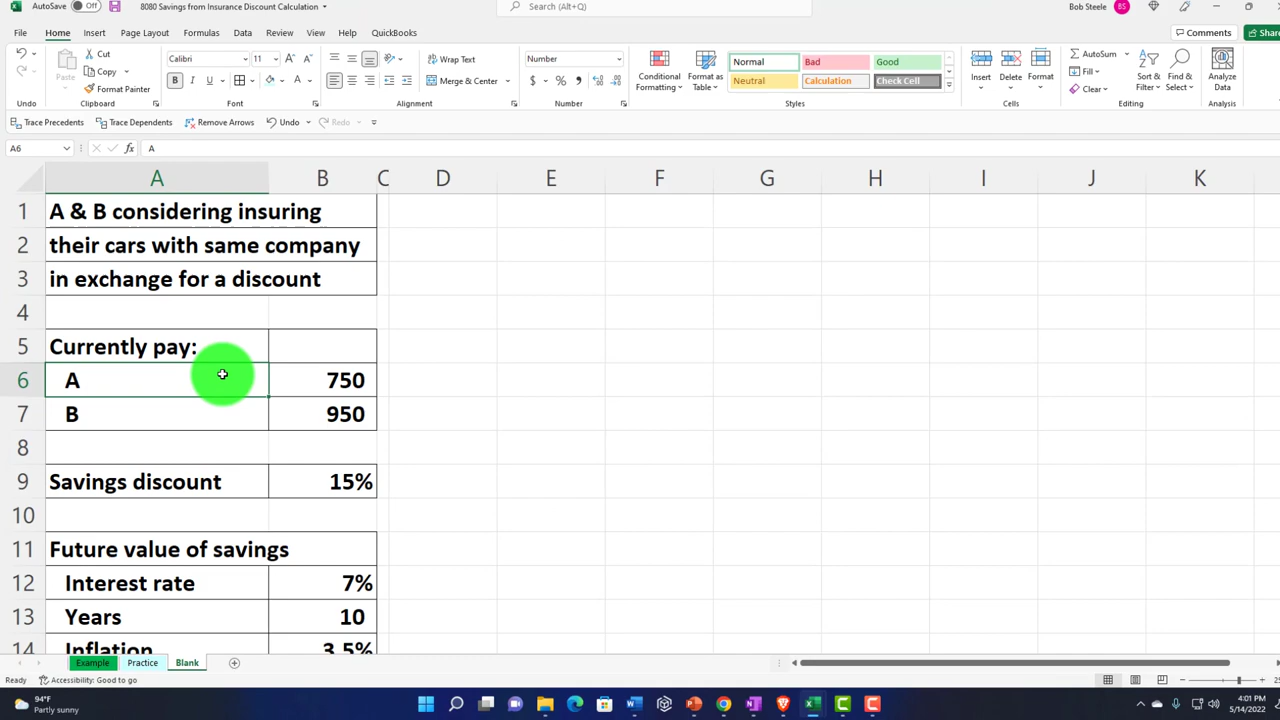 AutoSave Off 8080 Savings from Insurance Discount Calculation Search (Alt+Q) Bob Steele BS
File Home Insert Page Layout Formulas Data Review View Help QuickBooks Comments Share
Paste Cut Copy Format Painter Calibri 11 Wrap Text Merge & Center Number Conditional Formatting Format as Table Normal Bad Good Neutral Calculation Check Cell Insert Delete Format AutoSum Fill Clear Sort & Filter Find & Select Analyze Data
Undo Clipboard Font Alignment Number Styles Cells Editing Analysis
Trace Precedents Trace Dependents Remove Arrows Undo Redo
A6 fx A
A B C D E F G H I J K
1 A & B considering insuring
2 their cars with same company
3 in exchange for a discount
4
5 Currently pay:
6 A 750
7 B 950
8
9 Savings discount 15%
10
11 Future value of savings
12 Interest rate 7%
13 Years 10
14 Inflation 3.5%
Example Practice Blank
Ready Accessibility: Good to go
94°F
Partly sunny
4:01 PM
5/14/2022